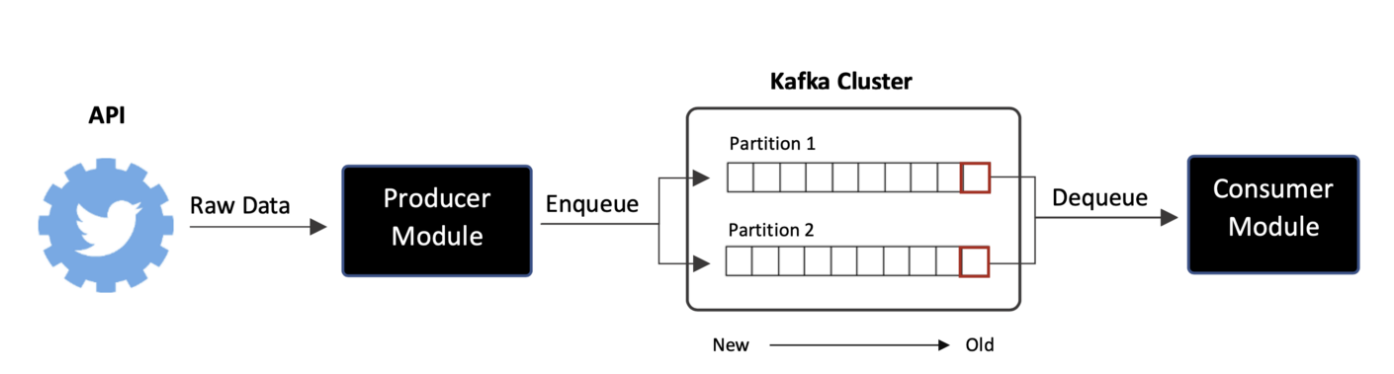 API
Raw Data
Producer
Module
Enqueue
Kafka Cluster
Partition 1
Partition 2
New
Old
Dequeue
Consumer
Module